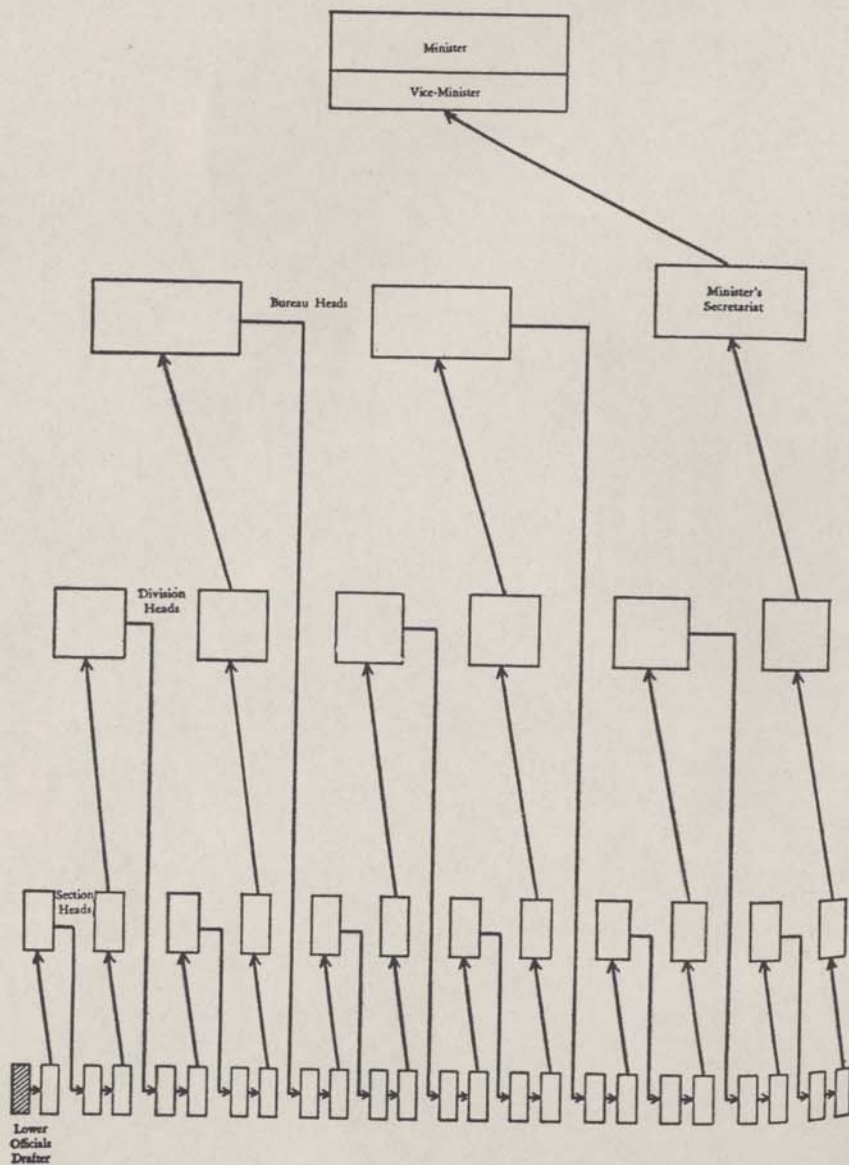 Minister
Vice-Minister
Minister's
Secretariat
Bureau Heads
Division
Heads
Section
Heads
Lower
Officials
Drafter